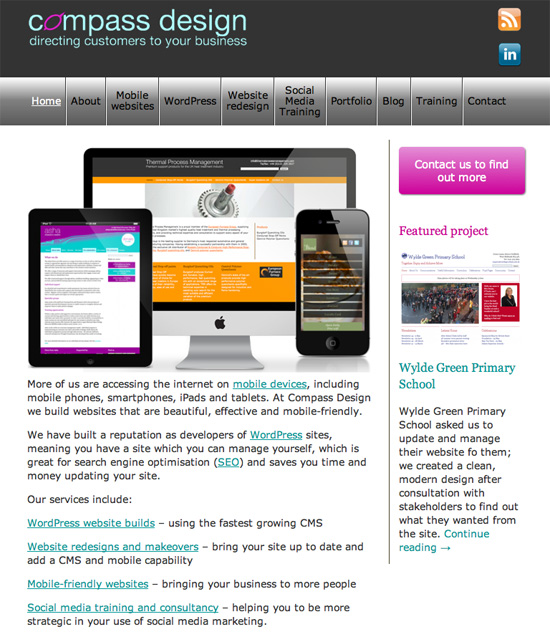 compass design
directing customers to your business
in
Home
About
Mobile
websites
WordPress
Website
redesign
Social
Media
Training
Portfolio
Blog
Training
Contact
Thermal Process Management
asha
Contact us to find
out more
Featured project
Wylde Green Primary School
Wylde Green Primary
School
Wylde Green Primary
School asked us to
update and manage
their website fo them;
we created a clean,
modern design after
consultation with
stakeholders to find out
what they wanted from
the site. Continue
reading →
More of us are accessing the internet on mobile devices, including
mobile phones, smartphones, iPads and tablets. At Compass Design
we build websites that are beautiful, effective and mobile-friendly.
We have built a reputation as developers of WordPress sites,
meaning you have a site which you can manage yourself, which is
great for search engine optimisation (SEO) and saves you time and
money updating your site.
Our services include:
WordPress website builds – using the fastest growing CMS
Website redesigns and makeovers – bring your site up to date and
add a CMS and mobile capability
Mobile-friendly websites – bringing your business to more people
Social media training and consultancy – helping you to be more
strategic in your use of social media marketing.